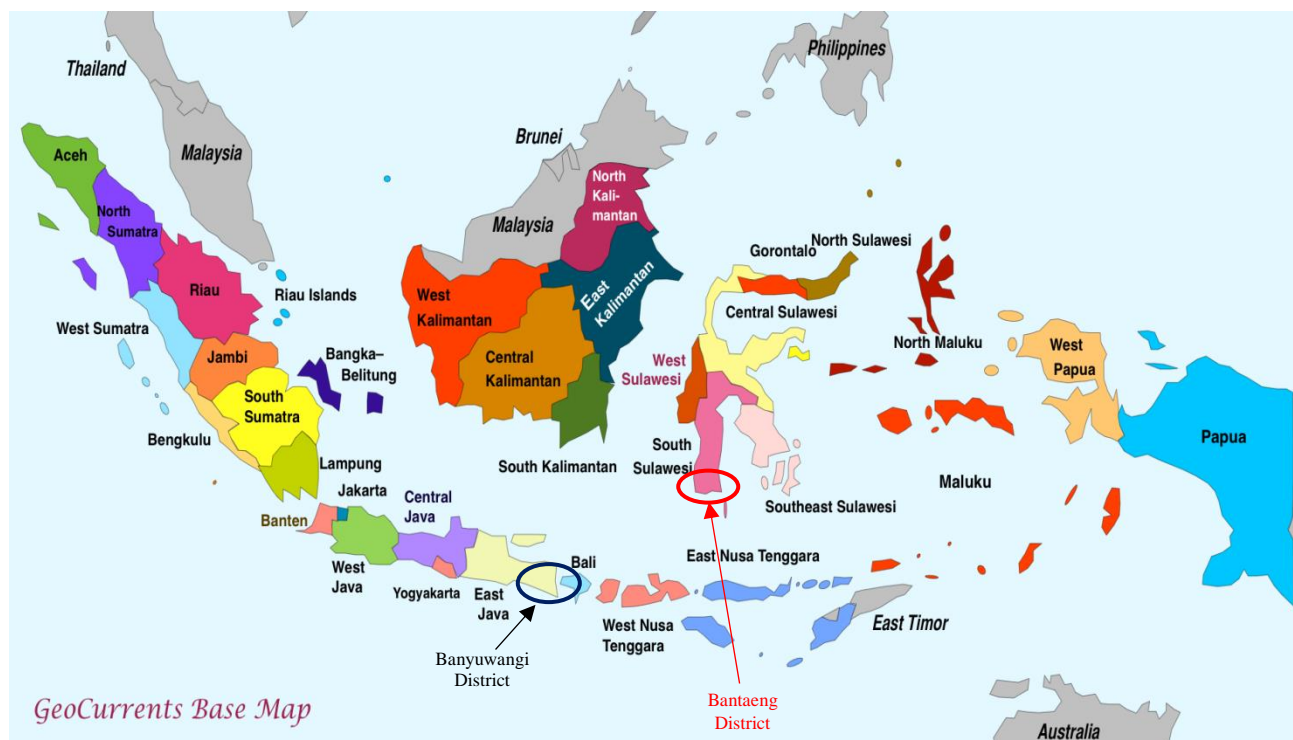 Philippines
Thailand
Brunei
Malaysia
Aceh
North
Kali-
mantan
Malaysia
North
Sumatra
Gorontalo
North Sulawesi
East
Kalimantan
Riau
Riau Islands
West
Kalimantan
Central Sulawesi
West Sumatra
North Maluku
West
Papua
Jambi
Bangka–
Belitung
Central
Kalimantan
West
Sulawesi
South
Sumatra
Bengkulu
South
Sulawesi
Papua
Lampung
South Kalimantan
Maluku
Jakarta
Central
Java
Southeast Sulawesi
Banten
West
Java
Bali
East Nusa Tenggara
Yogyakarta
East
Java
West Nusa
Tenggara
East Timor
Banyuwangi
District
Bantaeng
District
GeoCurrents Base Map
Australia